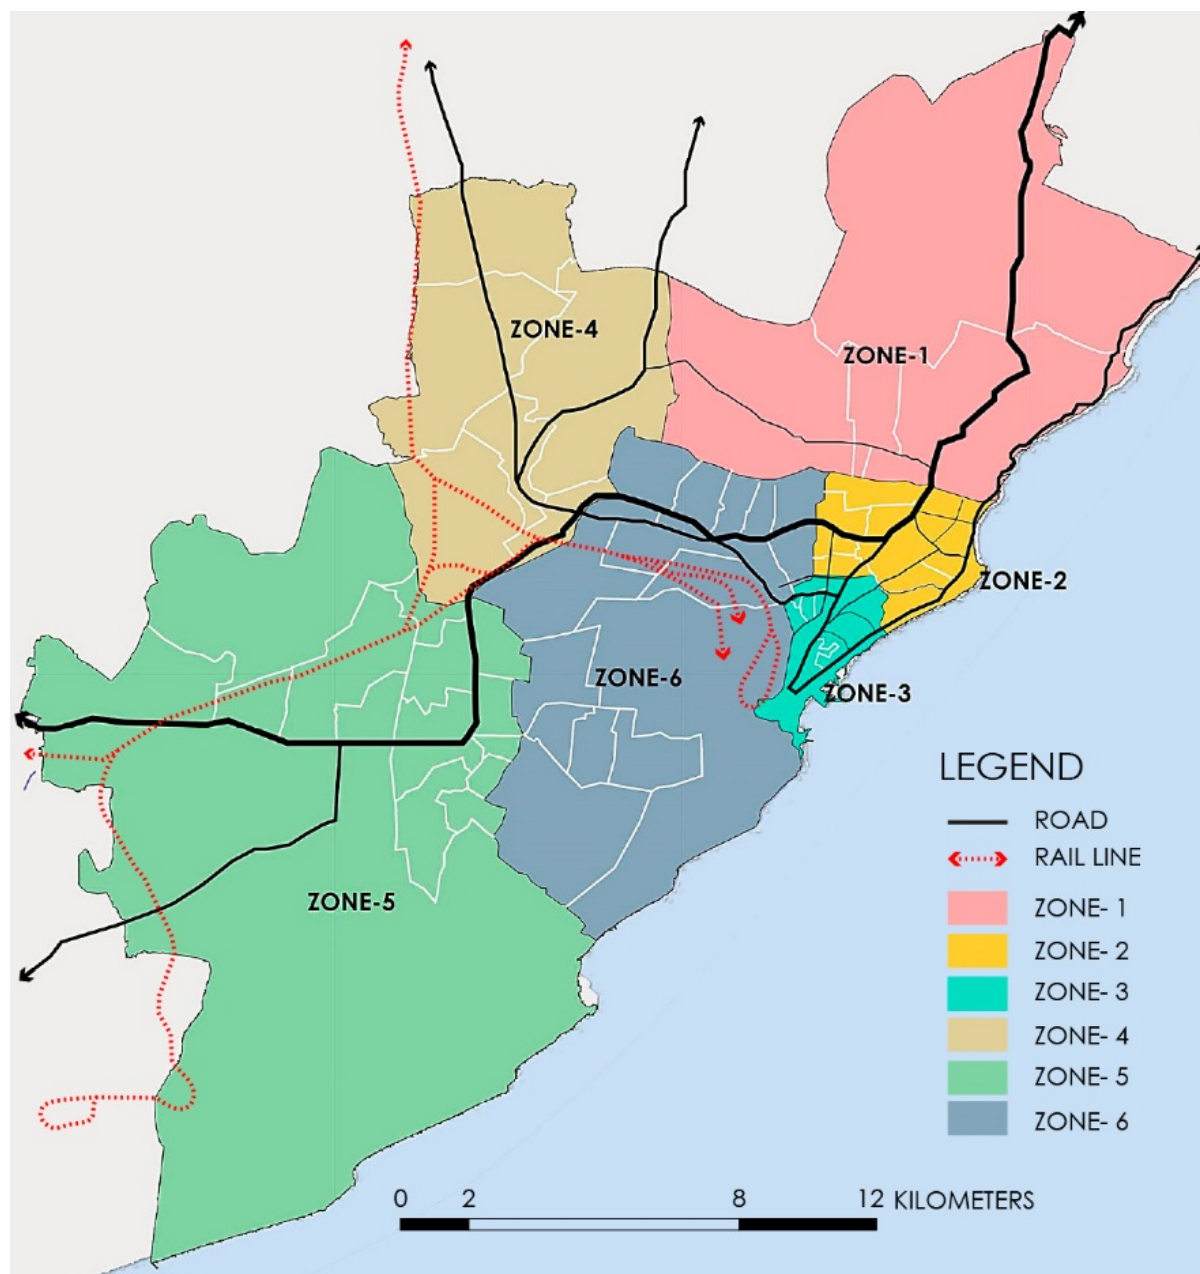 ZONE-4
ZONE-1
ZONE-2
ZONE-6
ZONE-3
ZONE-5
LEGEND
ROAD
RAIL LINE
ZONE- 1
ZONE- 2
ZONE- 3
ZONE- 4
ZONE- 5
ZONE- 6
0 2 8 12 KILOMETERS